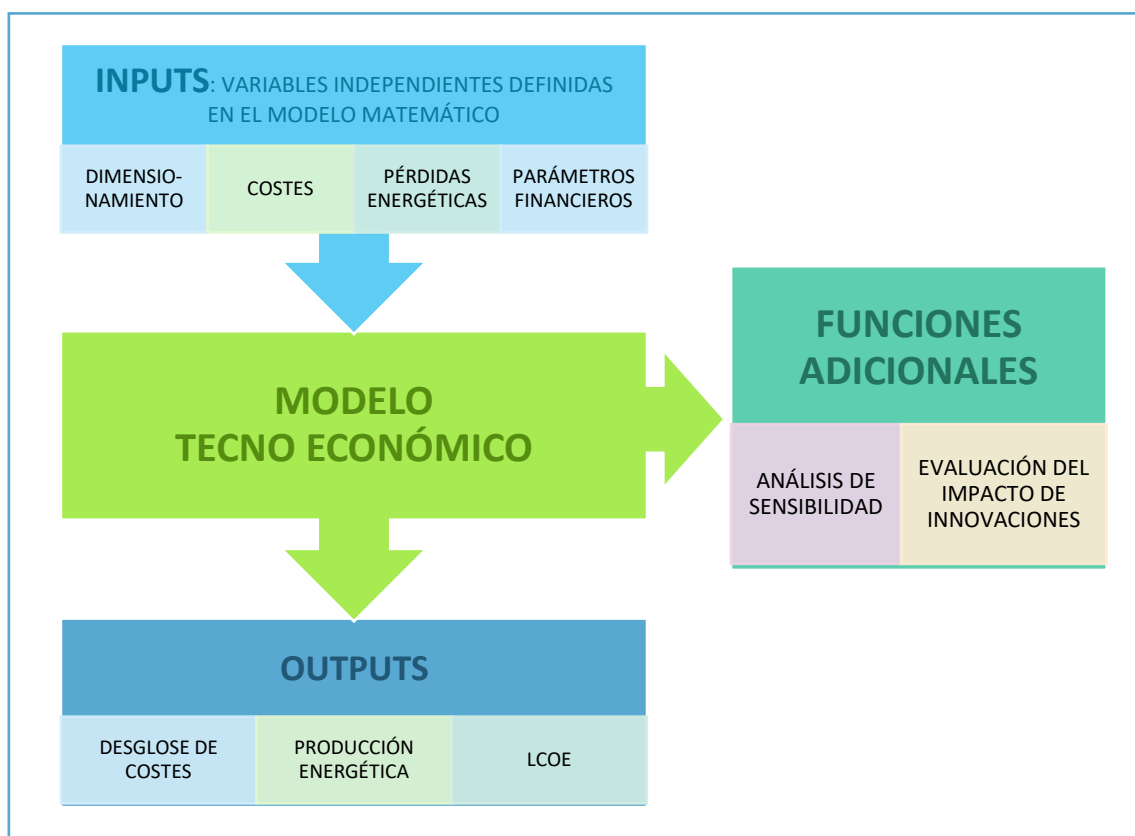 INPUTS: VARIABLES INDEPENDIENTES DEFINIDAS
EN EL MODELO MATEMÁTICO
DIMENSIO-
NAMIENTO
COSTES
PÉRDIDAS
ENERGÉTICAS
PARÁMETROS
FINANCIEROS
MODELO
TECNO ECONÓMICO
FUNCIONES
ADICIONALES
ANÁLISIS DE
SENSIBILIDAD
EVALUACIÓN DEL
IMPACTO DE
INNOVACIONES
OUTPUTS
DESGLOSE DE
COSTES
PRODUCCIÓN
ENERGÉTICA
LCOE